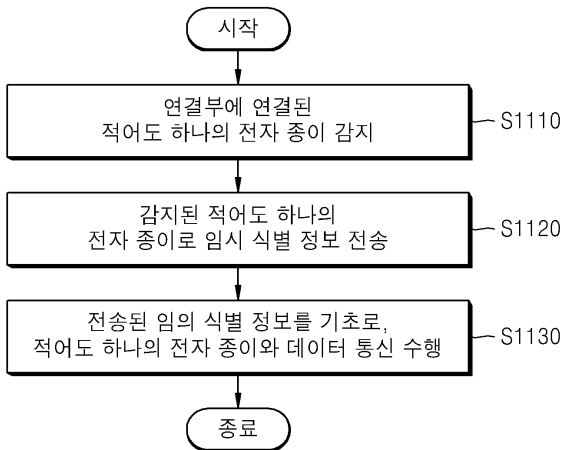 시작
연결부에 연결된
적어도 하나의 전자 종이 감지
S1110
감지된 적어도 하나의
전자 종이로 임시 식별 정보 전송
S1120
전송된 임의 식별 정보를 기초로,
적어도 하나의 전자 종이와 데이터 통신 수행
S1130
종료